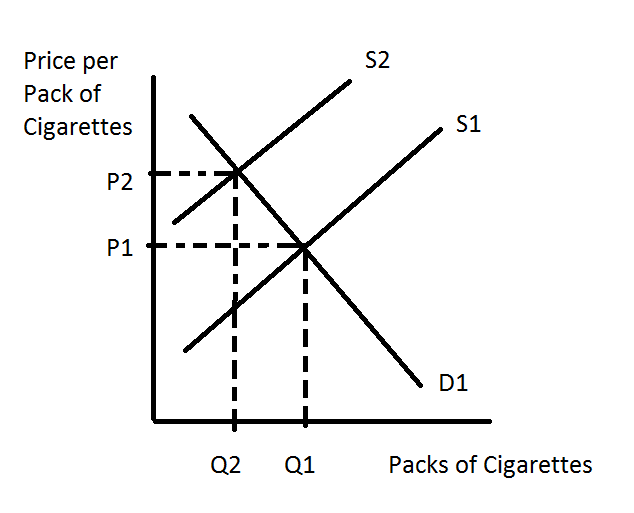 Price per
Pack of
Cigarettes
S2
S1
P2
P1
D1
Q2
Q1
Packs of Cigarettes